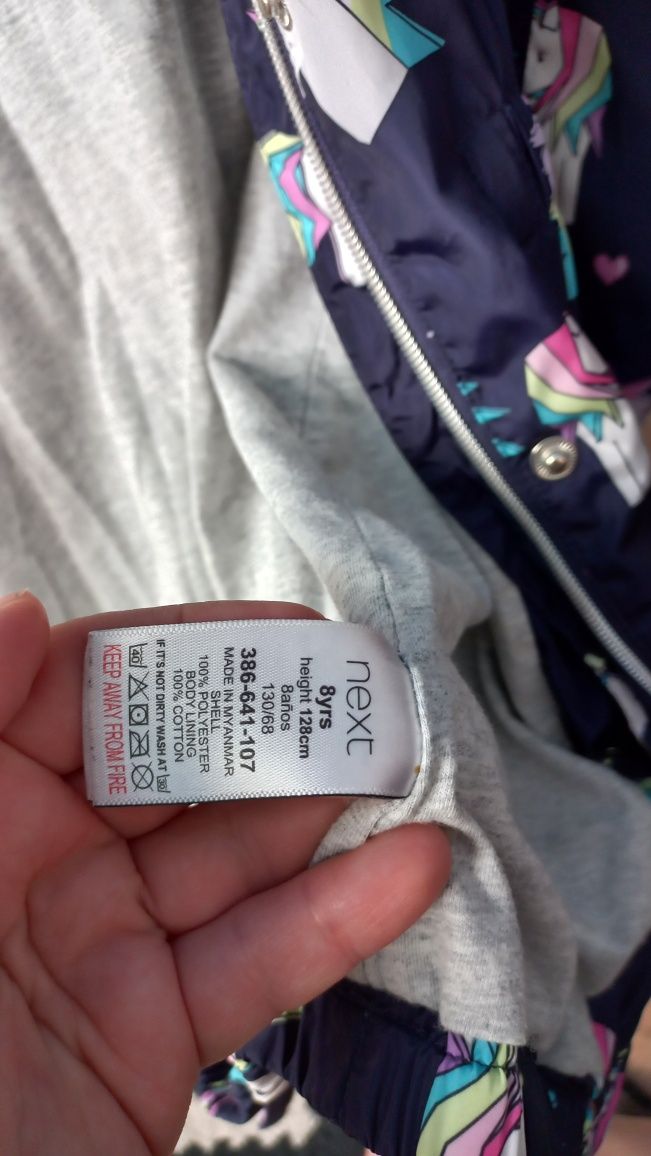 next
8yrs
height 128cm
8años
130/68
386-641-107
MADE IN MYANMAR
SHELL
100% POLYESTER
BODY LINING
100% COTTON
IF IT'S NOT DIRTY WASH AT 30
40
KEEP AWAY FROM FIRE